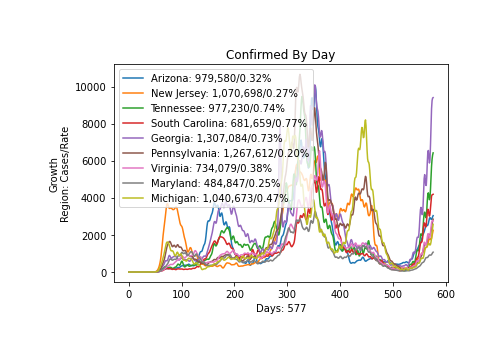 Confirmed By Day
Growth
Region: Cases/Rate
10000
8000
6000
4000
2000
0
Arizona: 979,580/0.32%
New Jersey: 1,070,698/0.27%
Tennessee: 977,230/0.74%
South Carolina: 681,659/0.77%
Georgia: 1,307,084/0.73%
Pennsylvania: 1,267,612/0.20%
Virginia: 734,079/0.38%
Maryland: 484,847/0.25%
Michigan: 1,040,673/0.47%
0 100 200 300 400 500 600
Days: 577